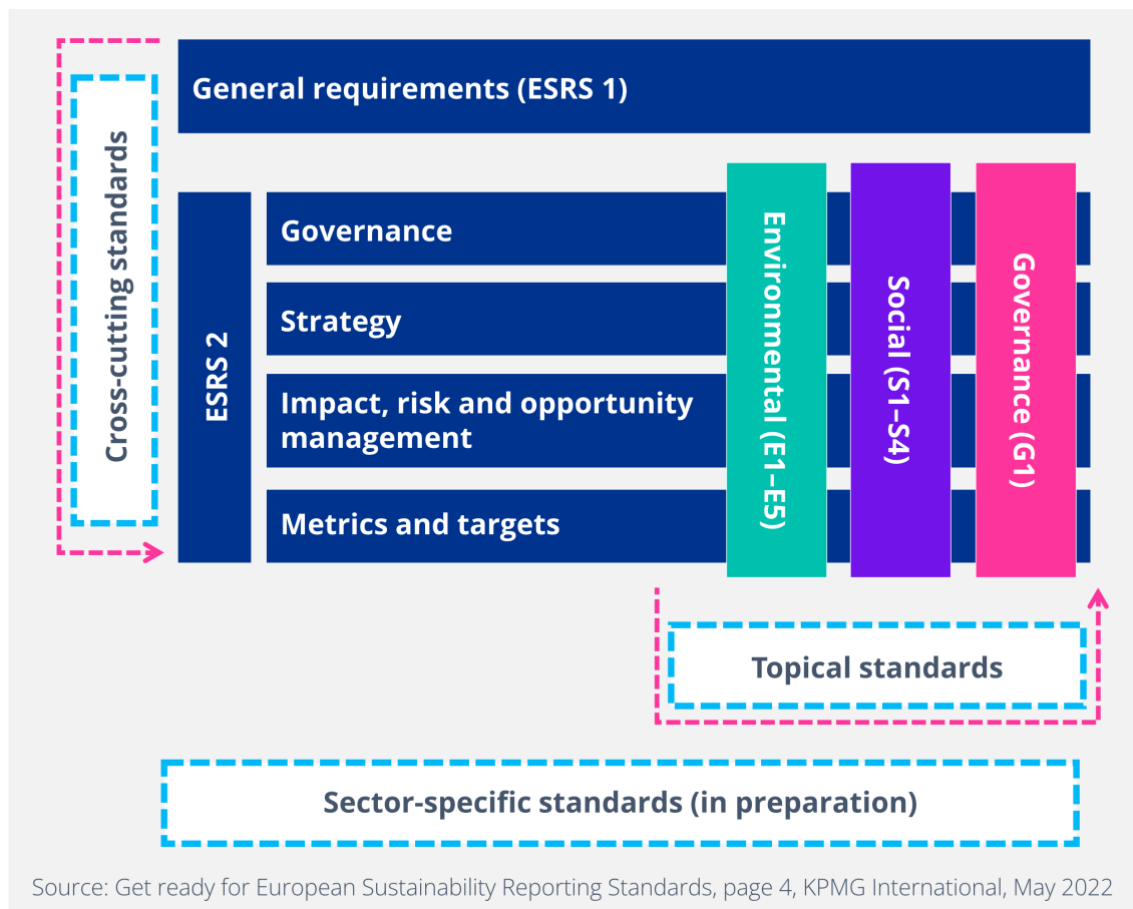 General requirements (ESRS 1)
Cross-cutting standards
ESRS 2
Governance
Strategy
Impact, risk and opportunity
management
Metrics and targets
Environmental (E1–E5)
Social (S1–S4)
Governance (G1)
Topical standards
Sector-specific standards (in preparation)
Source: Get ready for European Sustainability Reporting Standards, page 4, KPMG International, May 2022